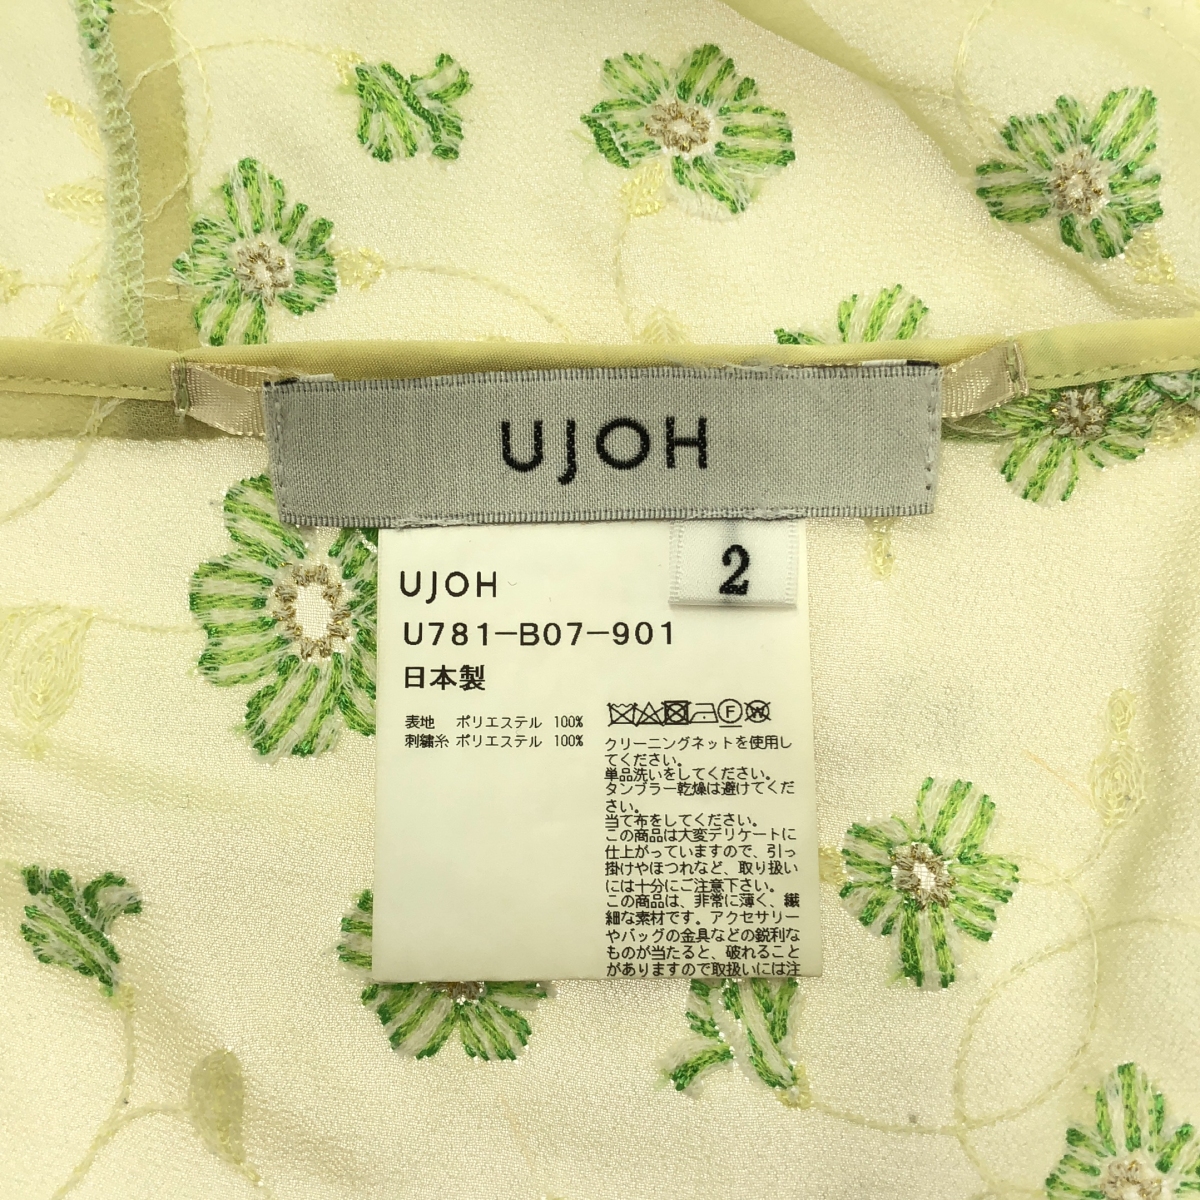 UJOH
2
UJOH
U781-B07-901
日本製
表地 ポリエステル 100%
刺繍糸 ポリエステル 100%
F
W
クリーニングネットを使用し
てください。
単品洗いをしてください。
タンブラー乾燥は避けてくだ
さい。
当て布をしてください。
この商品は大変デリケートに
仕上がっていますので、引っ
掛けやほつれなど、取り扱い
には十分にご注意下さい。
この商品は、非常に薄く、繊
細な素材です。アクセサリー
やバッグの金具などの鋭利な
ものが当たると、破れること
がありますので取扱いには注